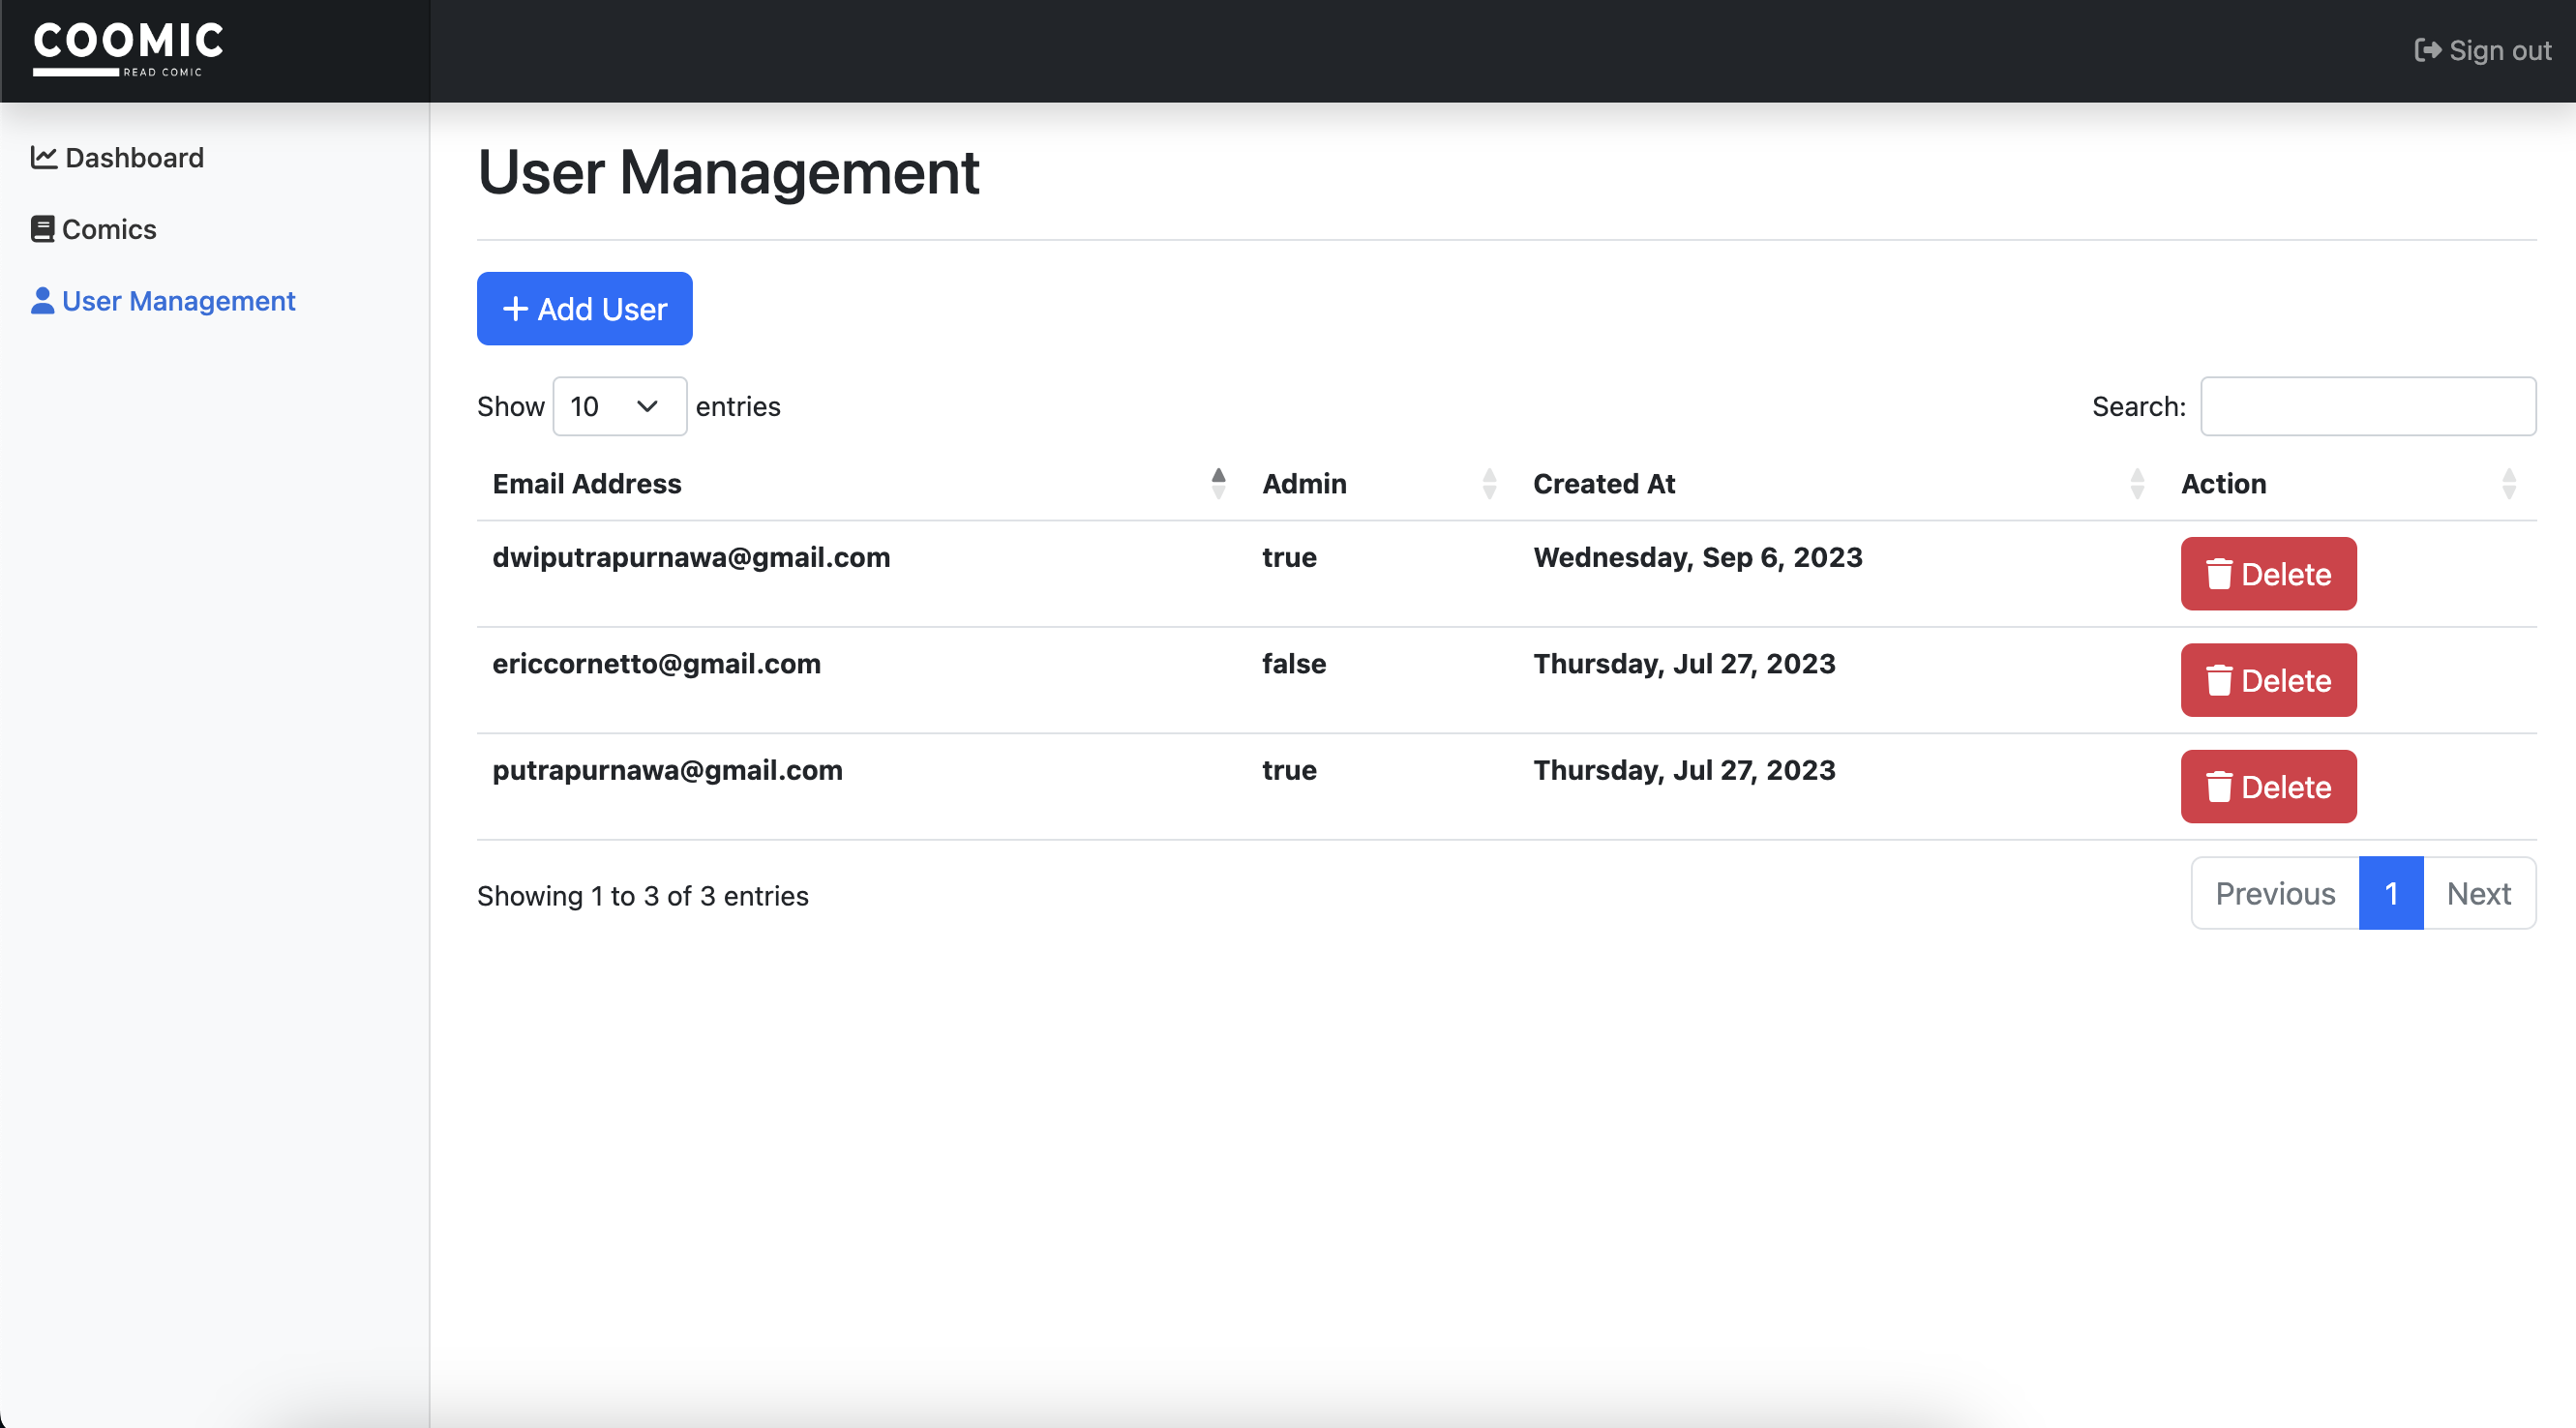 COOMIC
READ COMIC
Sign out
Dashboard
Comics
User Management
User Management
Add User
Show 10 entries
Search:
Email Address Admin Created At Action
dwiputrapurnawa@gmail.com true Wednesday, Sep 6, 2023 Delete
ericcornetto@gmail.com false Thursday, Jul 27, 2023 Delete
putrapurnawa@gmail.com true Thursday, Jul 27, 2023 Delete
Showing 1 to 3 of 3 entries
Previous 1 Next